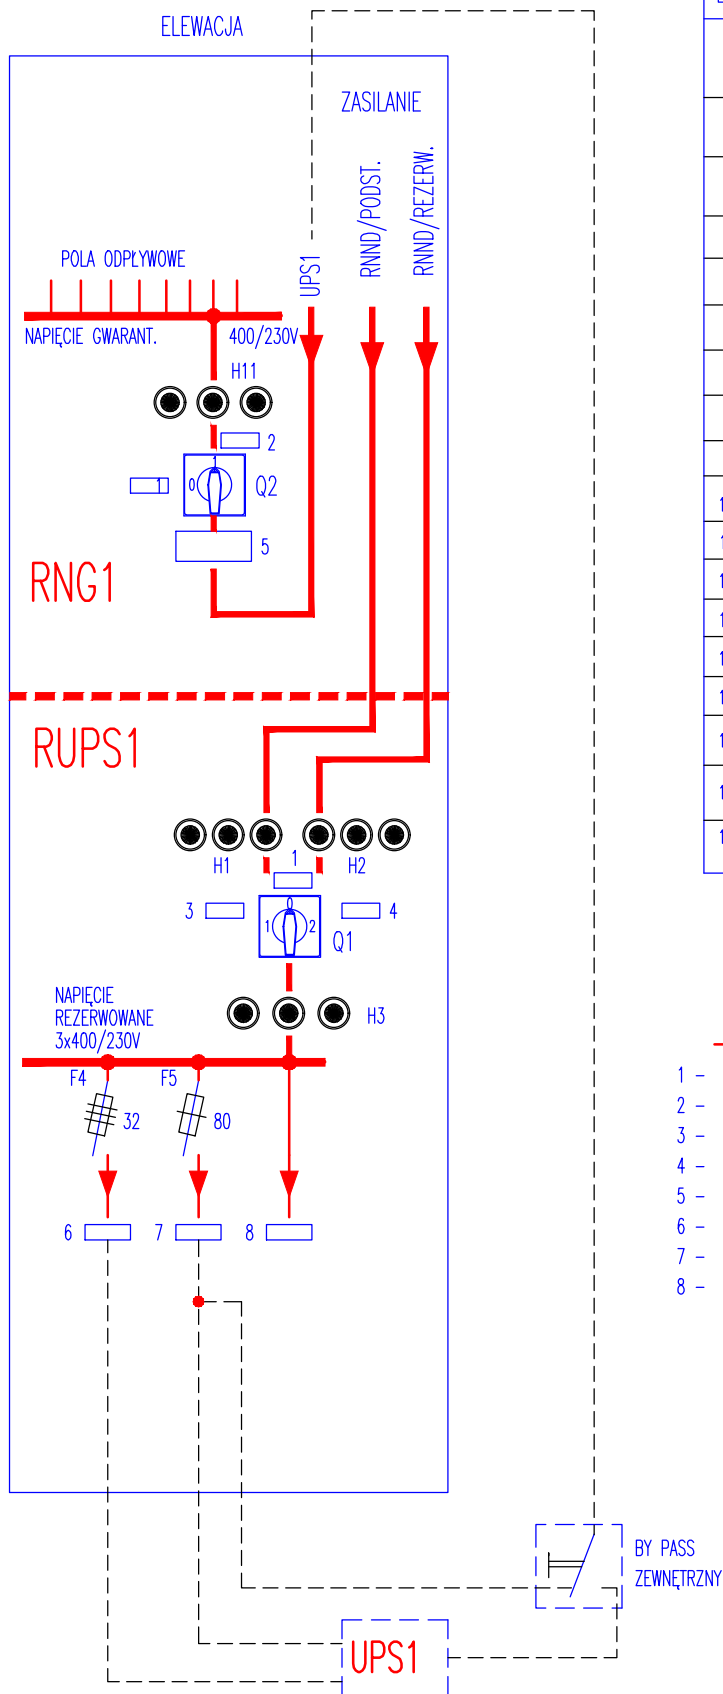 ELEWACJA
ZASILANIE
UPS1
RNND/PODST.
RNND/REZERW.
POLA ODPŁYWOWE
NAPIĘCIE GWARANT.
400/230V
H11
2
1
0
1
Q2
5
RNG1
RUPS1
H1
1
H2
3
0
1
2
4
Q1
NAPIĘCIE
REZERWOWANE
3x400/230V
H3
F4
F5
32
80
6
7
8
1 -
2 -
3 -
4 -
5 -
6 -
7 -
8 -
BY PASS
ZEWNĘTRZNY
UPS1